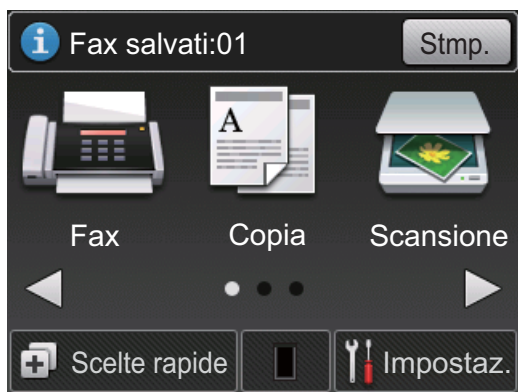 Fax salvati:01 Stmp.
A
Fax Copia Scansione
Scelte rapide Impostaz.